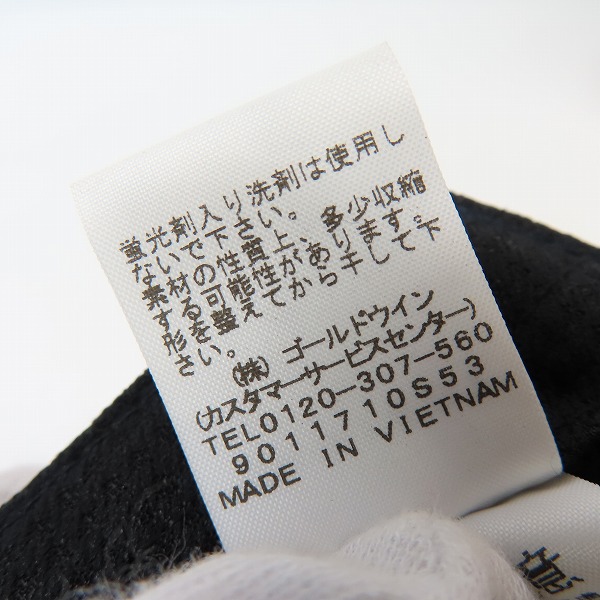 蛍光剤入り洗剤は使用し
ないで下さい。
素材の性質上、多少収縮
する可能性があります。
形を整えてから干して下
さい。
(株) ゴールドウイン
(カスタマーサービスセンター)
TEL0120-307-560
9011710S53
MADE IN VIETNAM